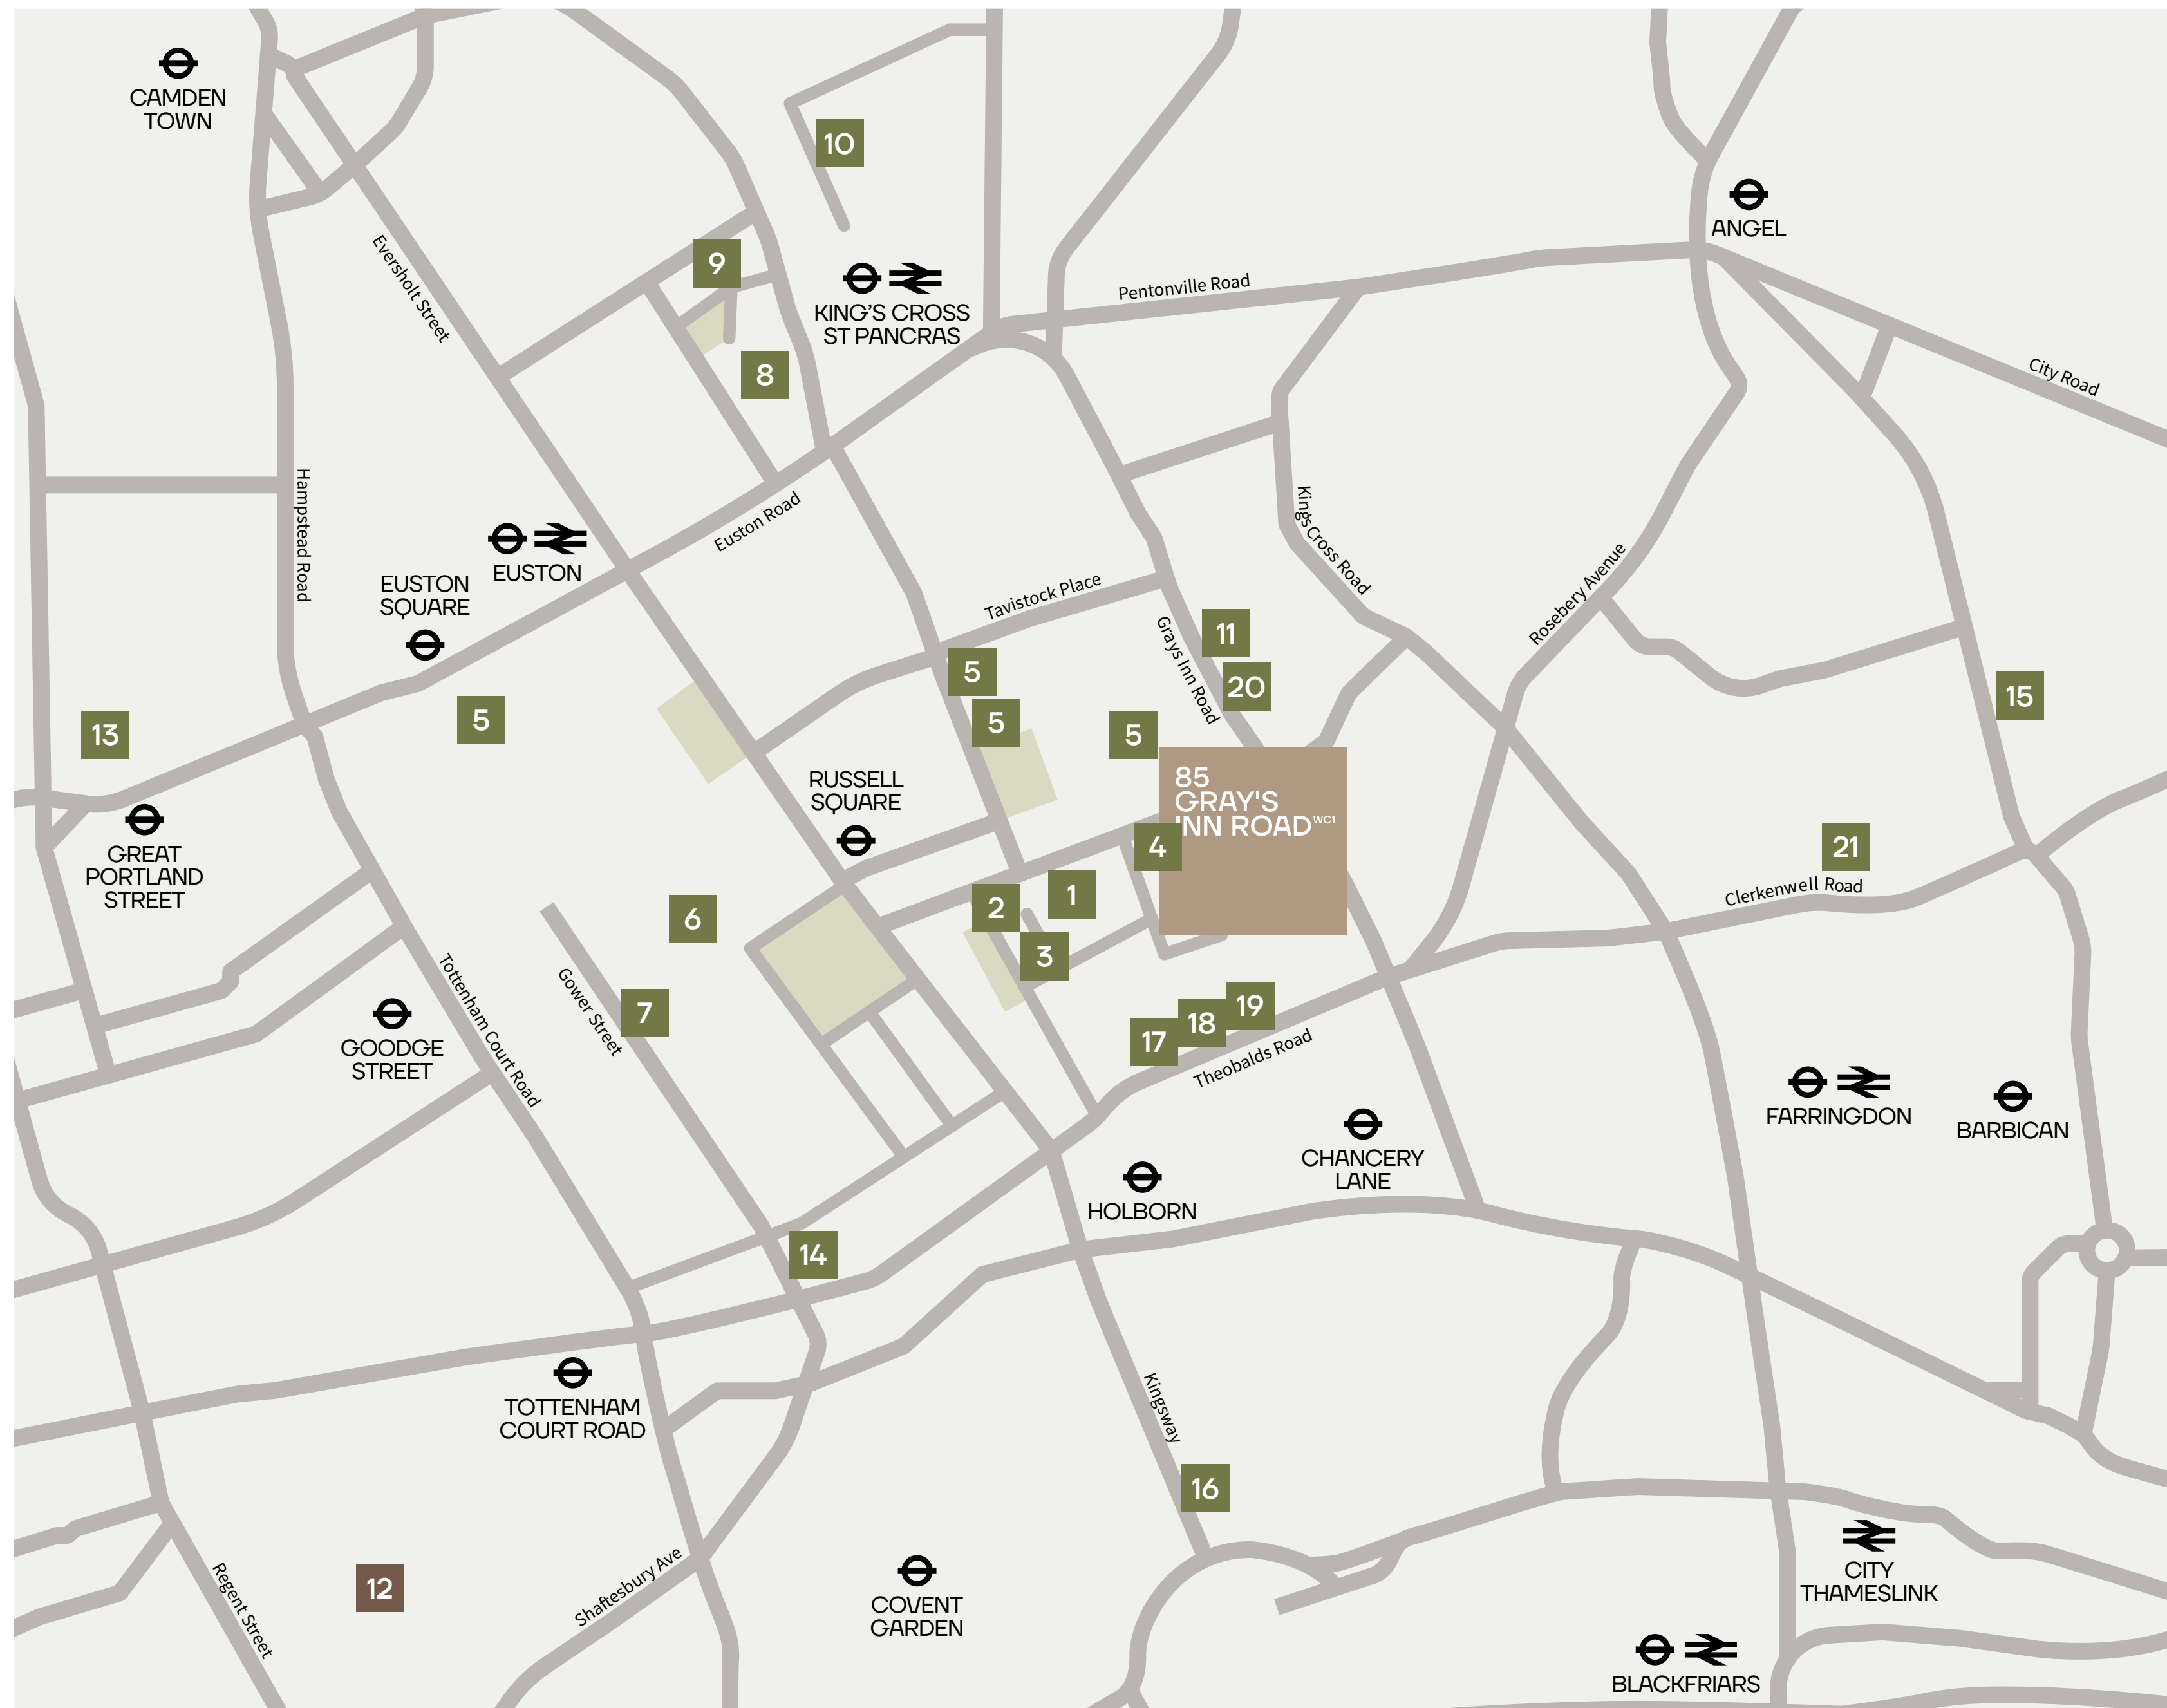 CAMDEN
TOWN
10
ANGEL
Eversholt Street
9
KING'S CROSS
ST PANCRAS
Pentonville Road
8
City Road
Hampstead Road
Euston Road
King's Cross Road
EUSTON
EUSTON
SQUARE
Tavistock Place
Rosebery Avenue
Grays Inn Road
11
5
20
15
5
5
5
13
RUSSELL
SQUARE
85
GRAY'S
INN ROAD WC1
4
GREAT
PORTLAND
STREET
21
Clerkenwell Road
1
2
6
3
Tottenham Court Road
Gower Street
7
GOODGE
STREET
19
18
17
Theobalds Road
FARRINGDON
BARBICAN
CHANCERY
LANE
HOLBORN
14
TOTTENHAM
COURT ROAD
Kingsway
16
12
Regent Street
Shaftesbury Ave
COVENT
GARDEN
CITY
THAMESLINK
BLACKFRIARS